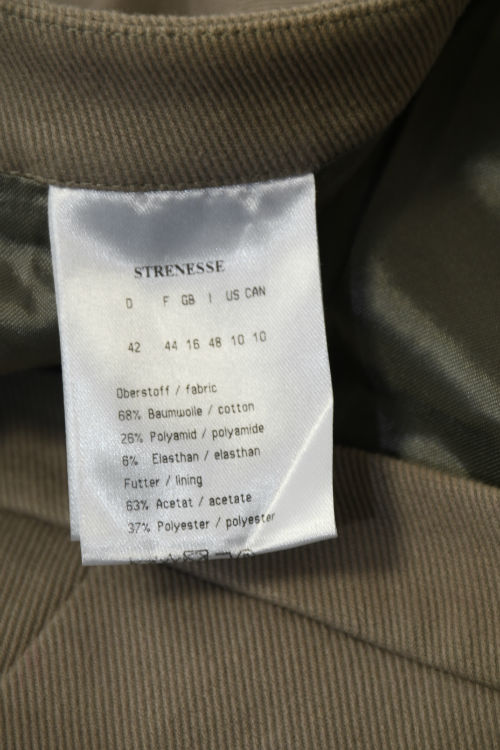 STRENESSE
D F GB I US CAN
42 44 16 48 10 10
Oberstoff / fabric
68% Baumwolle / cotton
26% Polyamid / polyamide
6% Elasthan / elasthan
Futter / lining
63% Acetat / acetate
37% Polyester / polyester